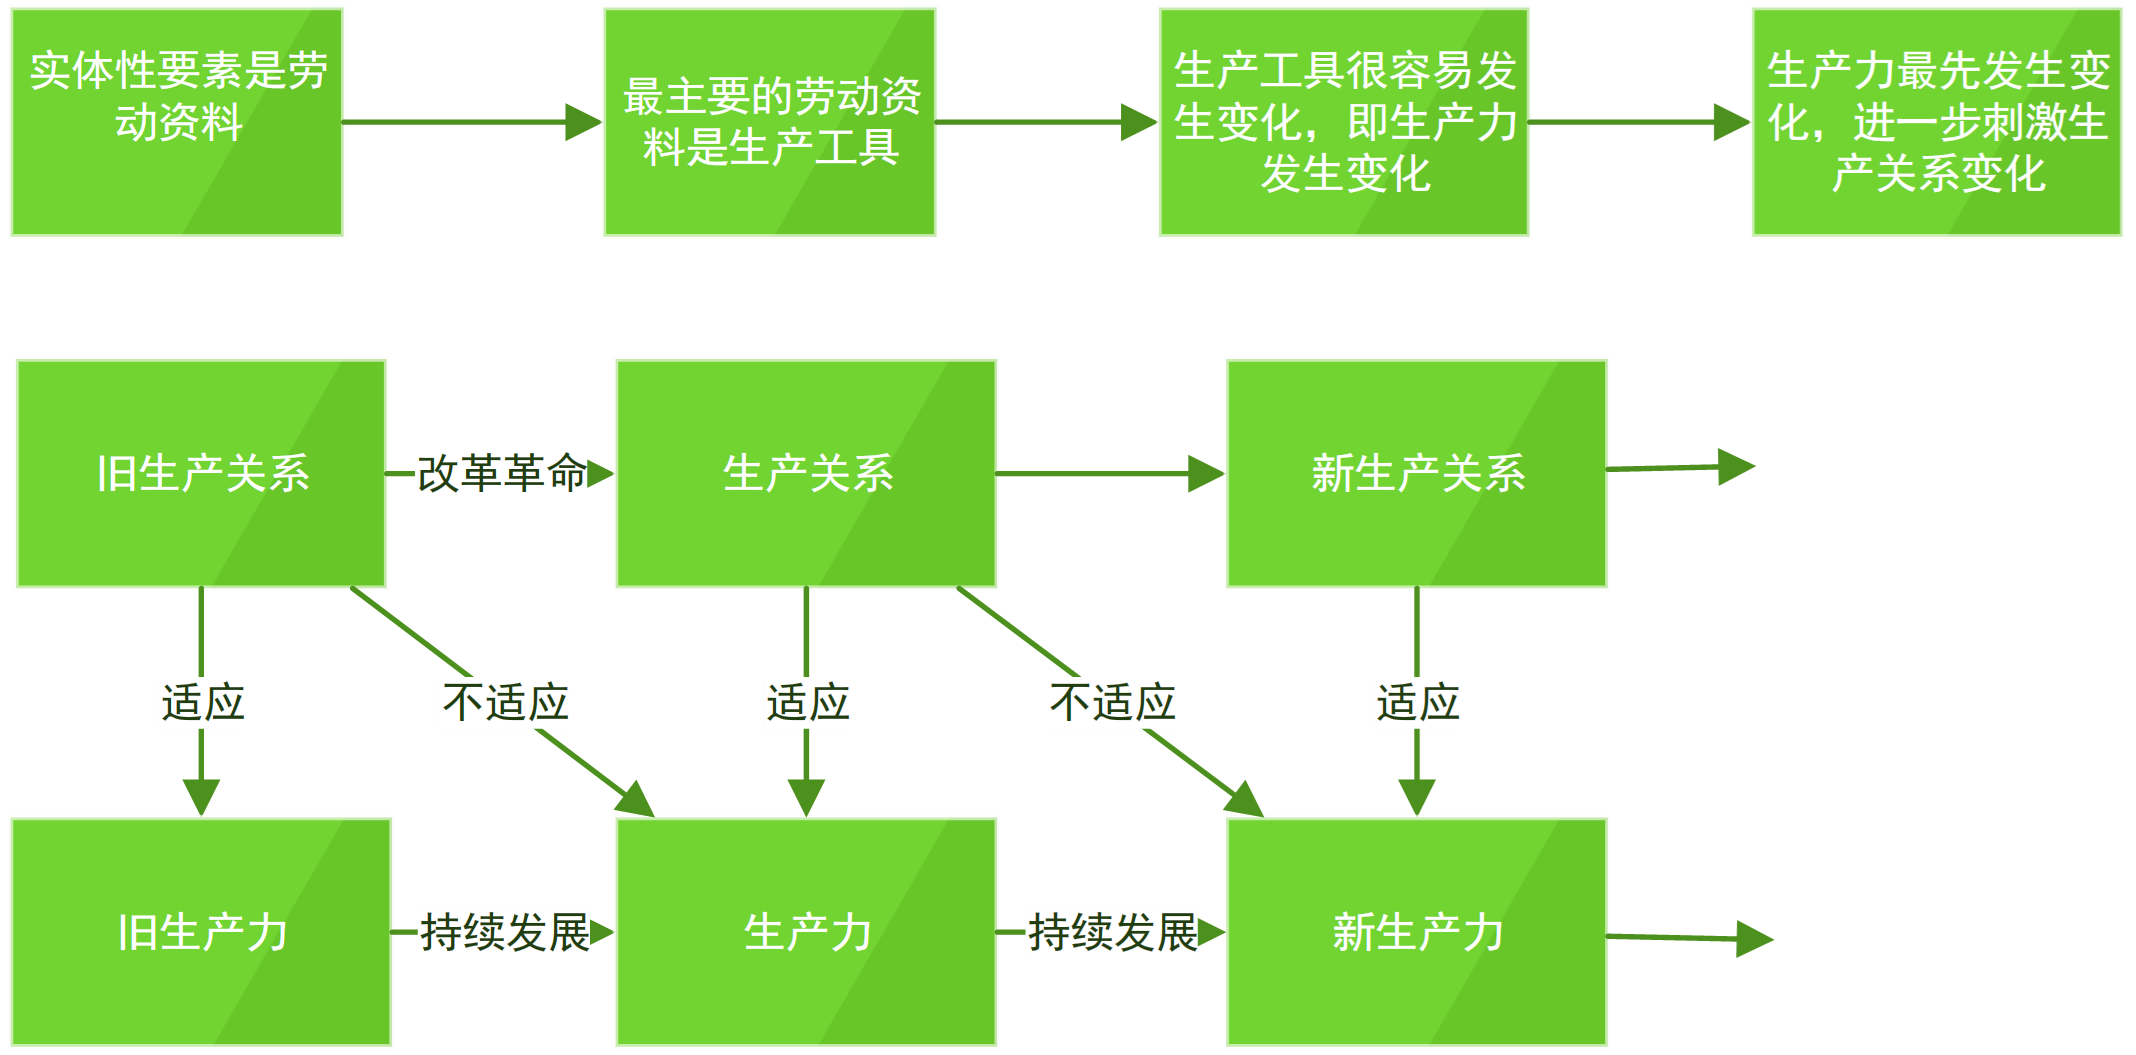 实体性要素是劳
动资料
最主要的劳动资
料是生产工具
生产工具很容易发
生变化，即生产力
发生变化
生产力最先发生变
化，进一步刺激生
产关系变化
旧生产关系
改革革命
生产关系
新生产关系
适应
不适应
适应
不适应
适应
旧生产力
持续发展
生产力
持续发展
新生产力